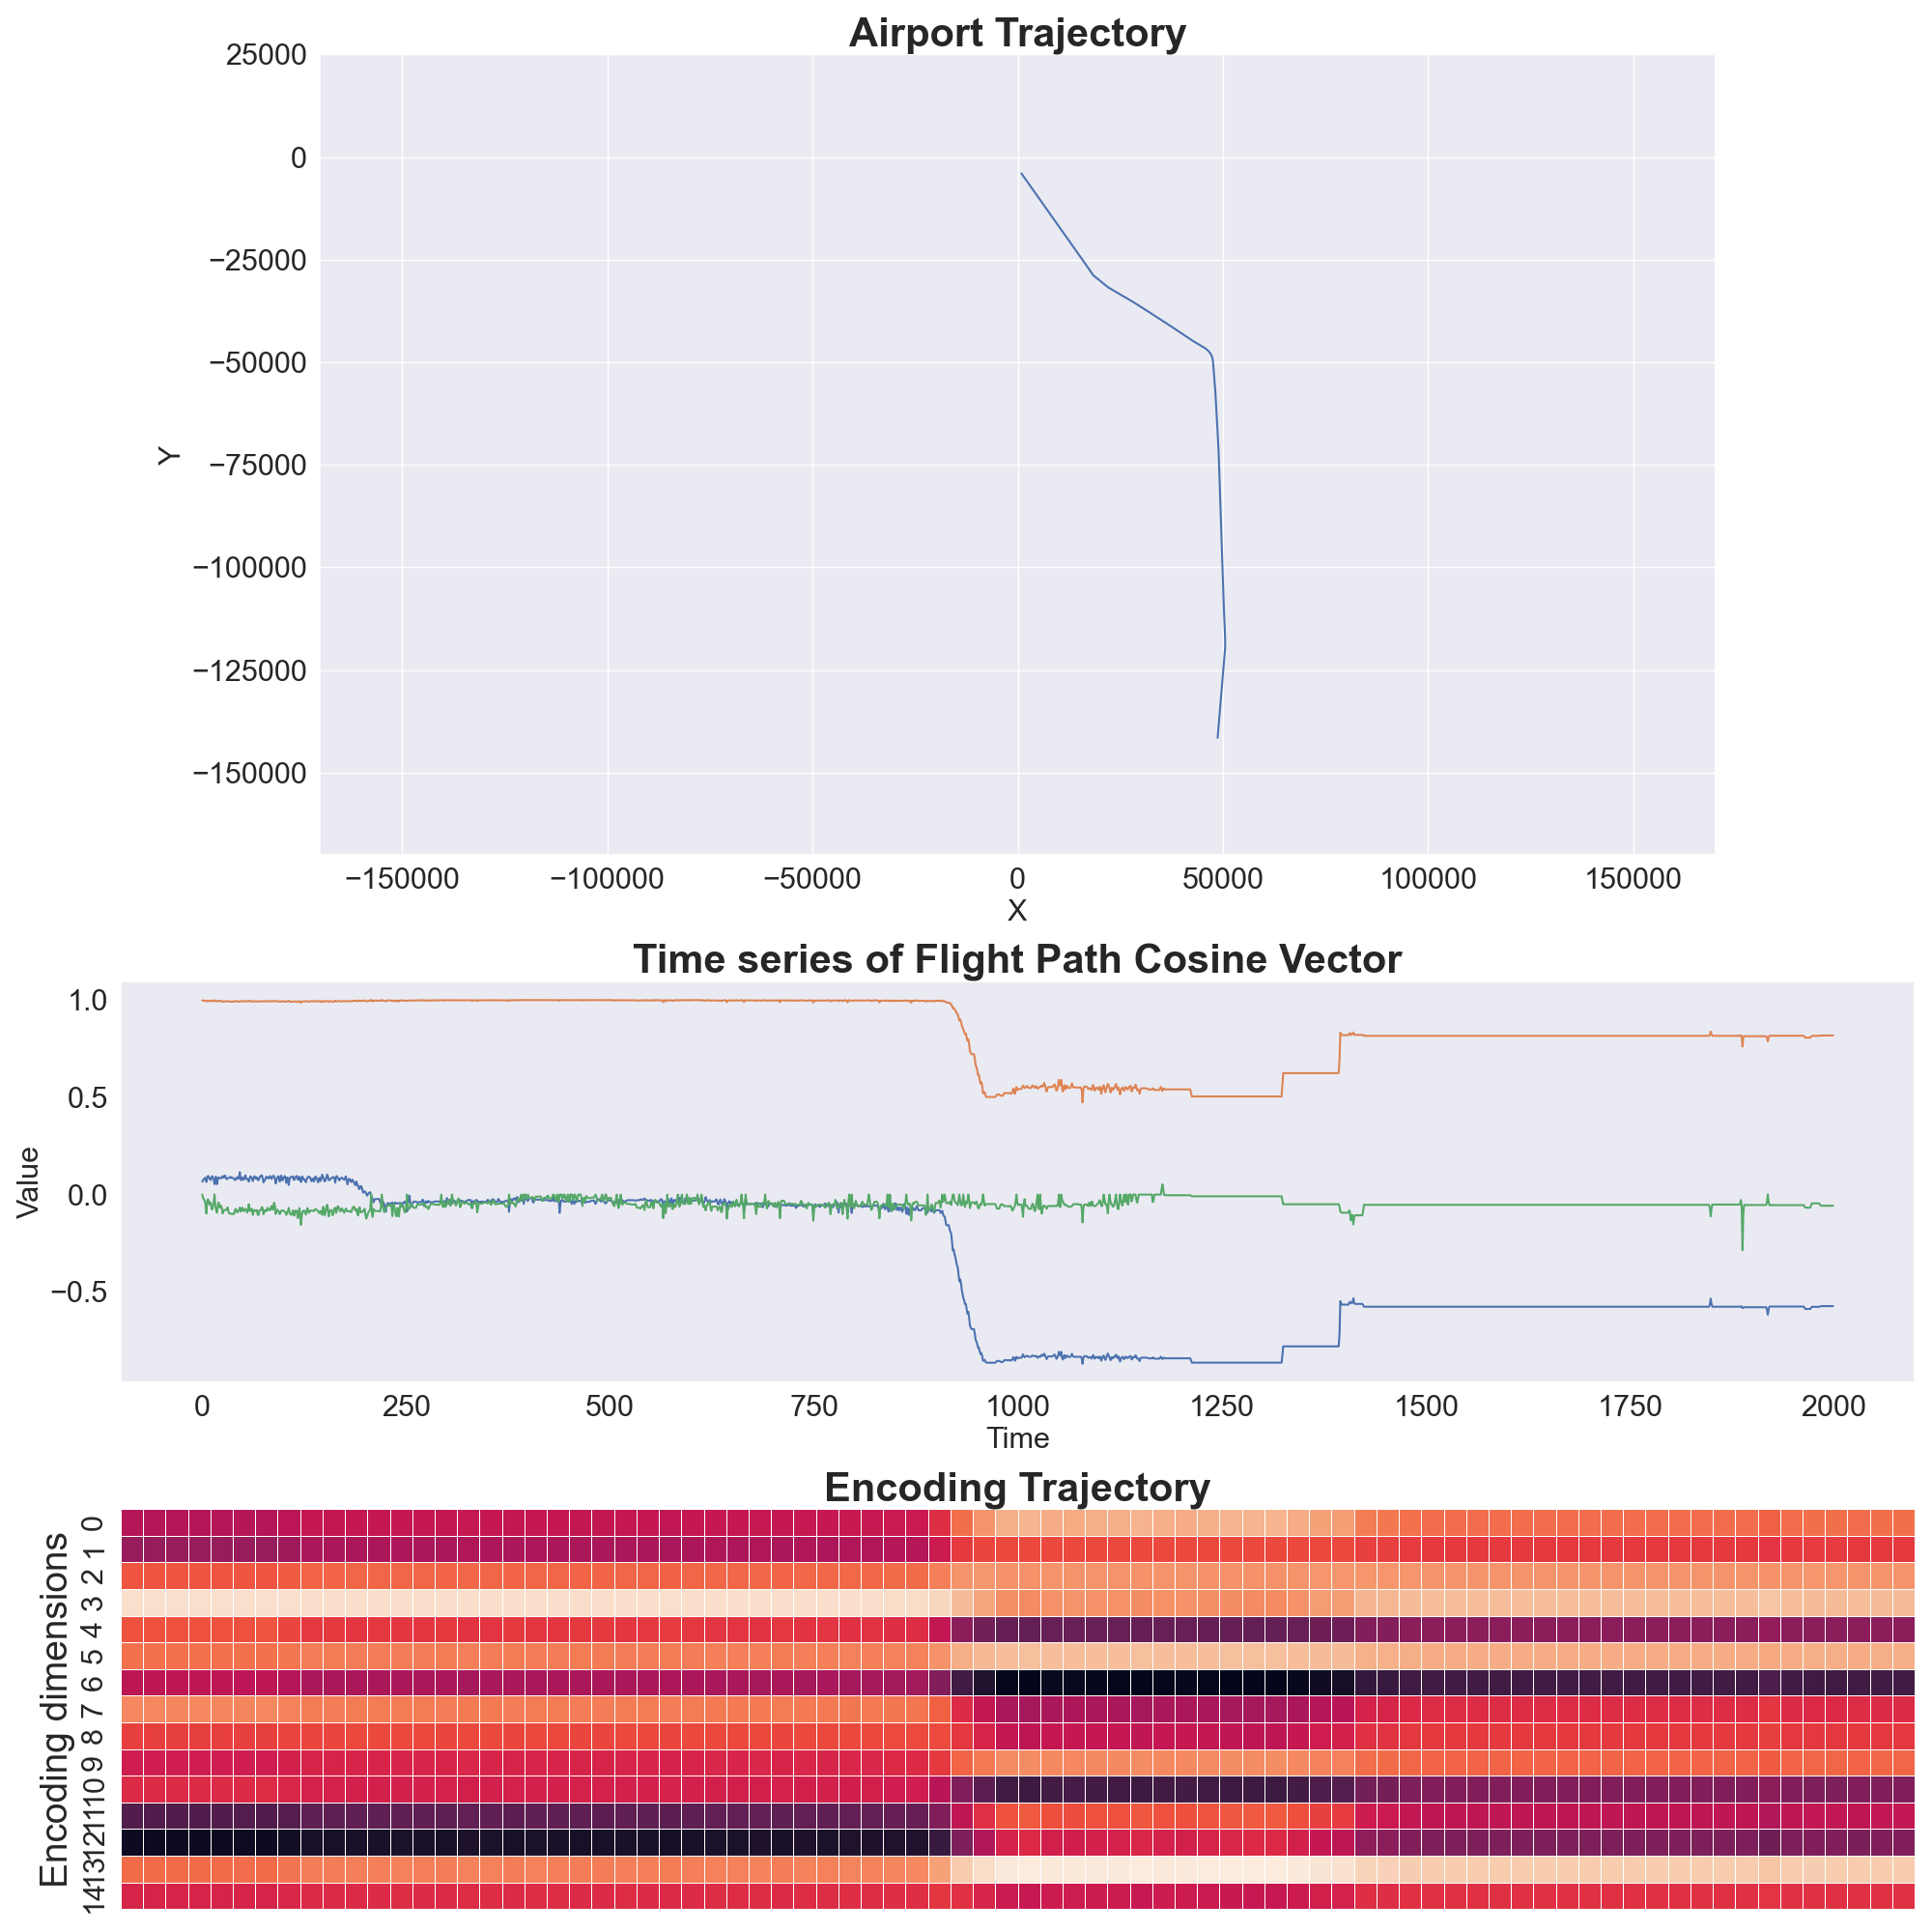 Airport Trajectory
25000
0
−25000
−50000
−75000
−100000
−125000
−150000
Y
−150000 −100000 −50000 0 50000 100000 150000
X
Time series of Flight Path Cosine Vector
1.0
0.5
0.0
−0.5
Value
0 250 500 750 1000 1250 1500 1750 2000
Time
Encoding Trajectory
Encoding dimensions
0
1
2
3
4
5
6
7
8
9
10
11
12
13
14